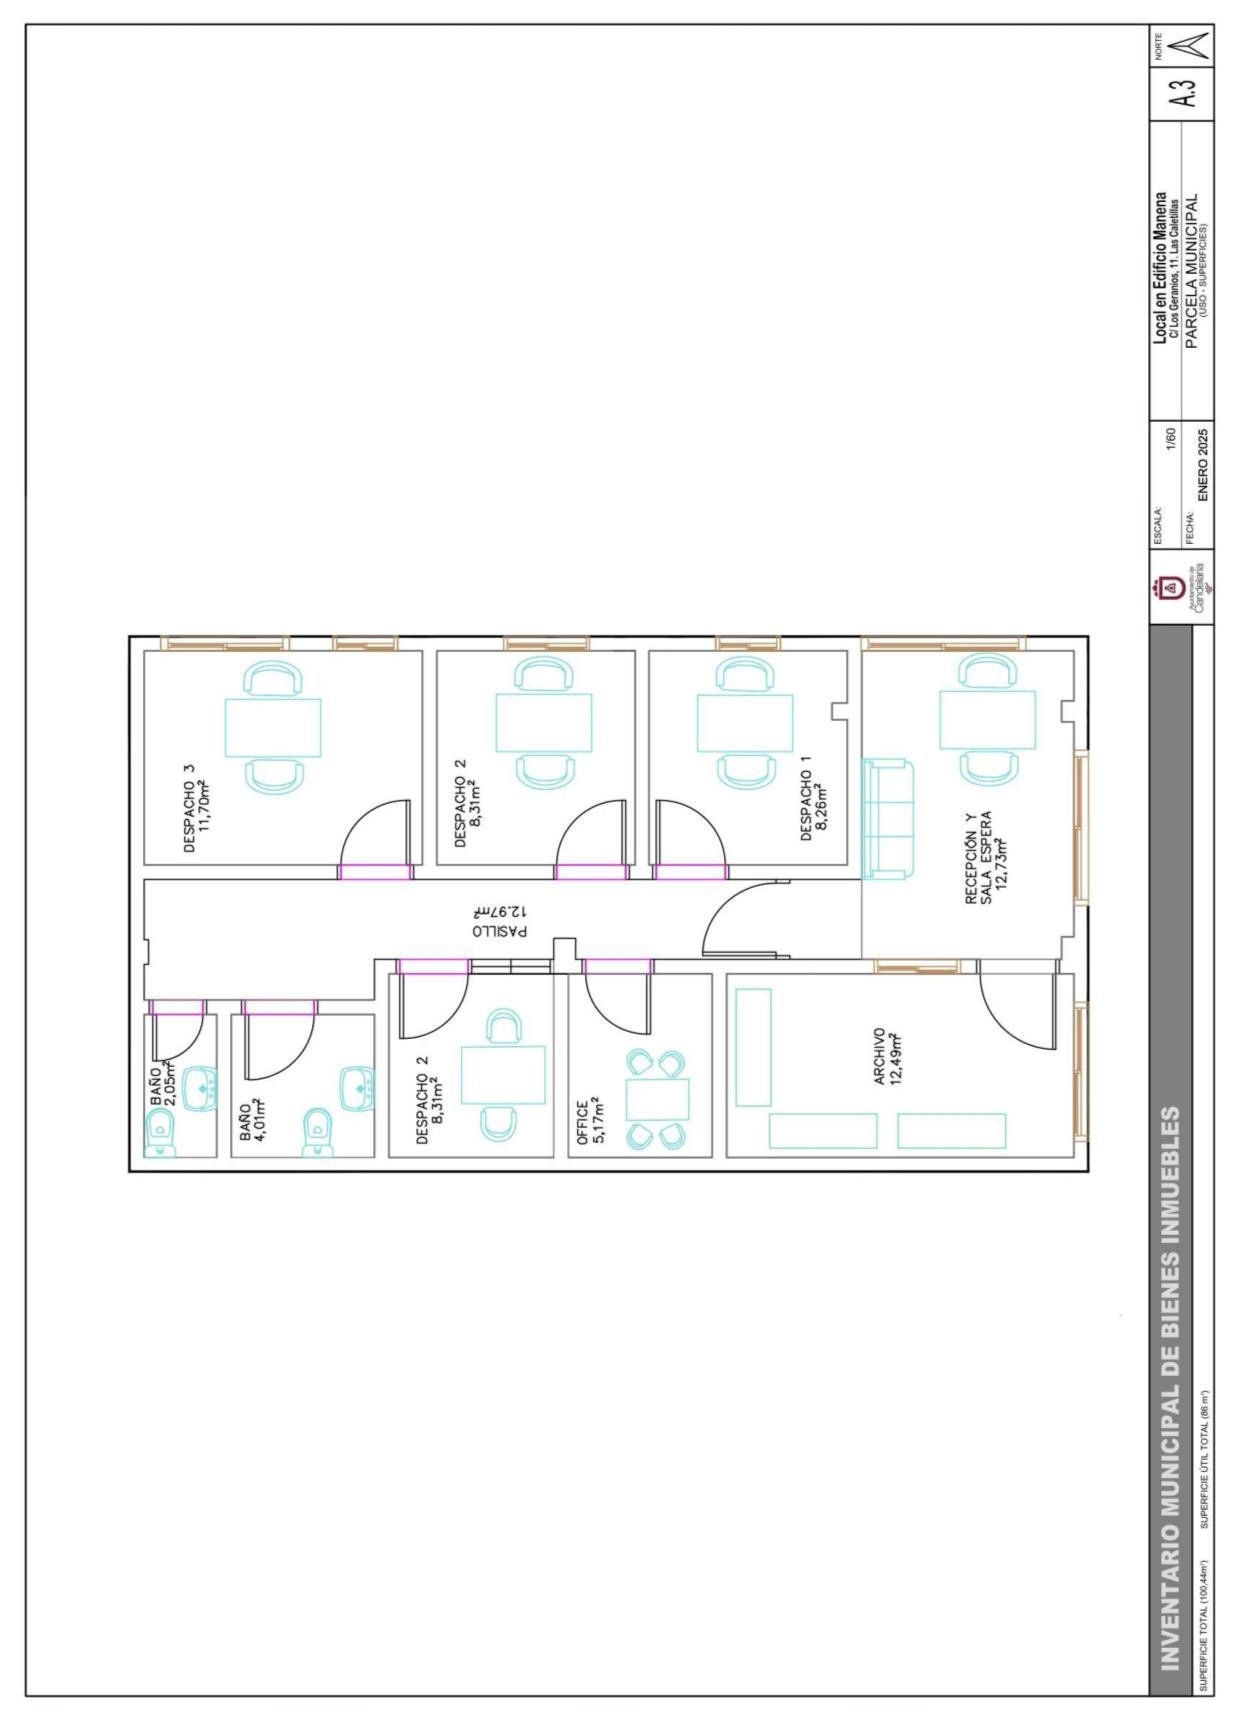 DESPACHO 3
11,70m²
DESPACHO 2
8,31m²
DESPACHO 1
8,26m²
RECEPCIÓN Y
SALA ESPERA
12,73m²
PASILLO
12.97m²
BAÑO
2,05m²
BAÑO
4,01m²
DESPACHO 2
8,31m²
OFFICE
5,17m²
ARCHIVO
12,49m²
INVENTARIO MUNICIPAL DE BIENES INMUEBLES
SUPERFICIE TOTAL (100,44m²) SUPERFICIE ÚTIL TOTAL (86 m²)
Ayuntamiento de
Candelaria
ESCALA: 1/60
FECHA: ENERO 2025
Local en Edificio Manena
C/ Los Geranios, 11. Las Caletillas
PARCELA MUNICIPAL
(USO - SUPERFICIES)
A.3
NORTE